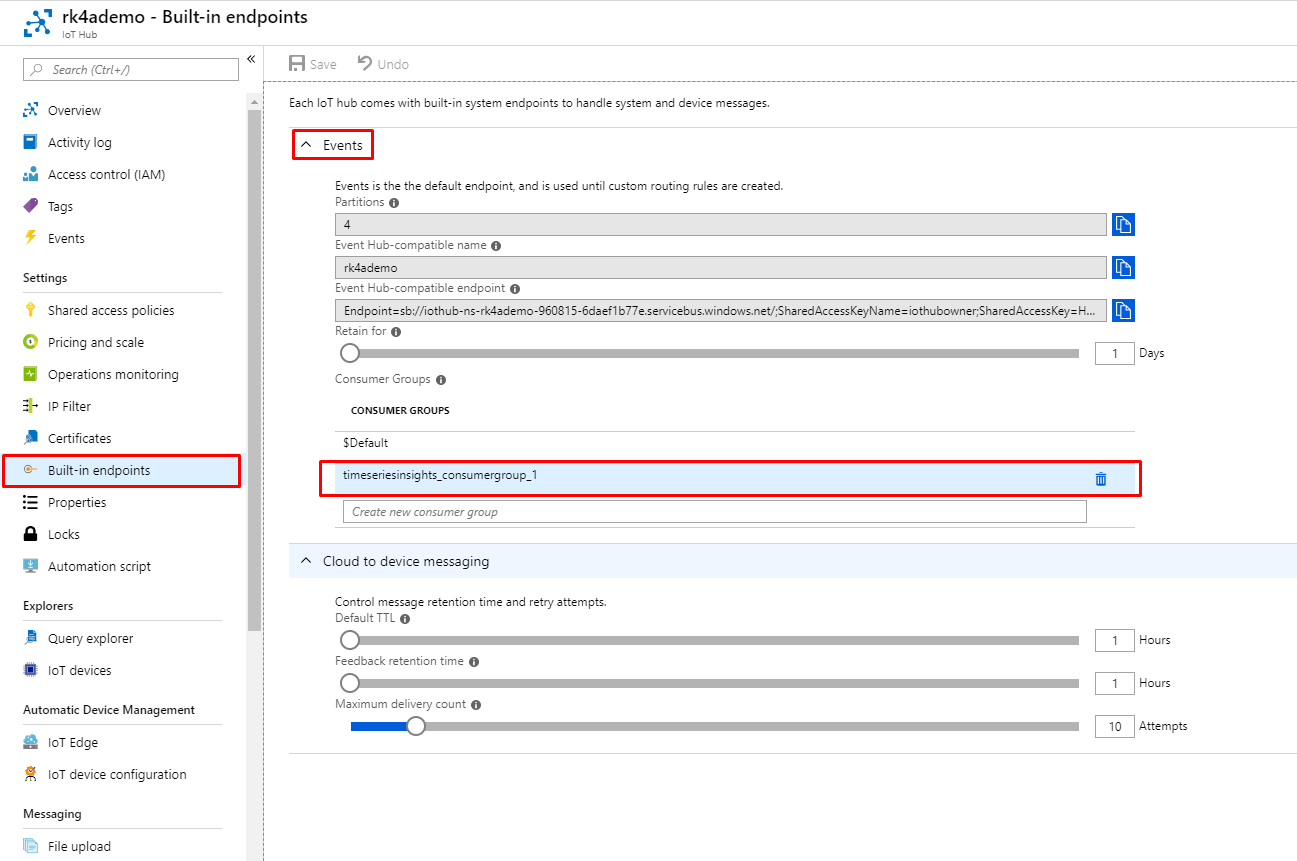 rk4ademo - Built-in endpoints
IoT Hub
Search (Ctrl+/)
«
Overview
Activity log
Access control (IAM)
Tags
Events
Settings
Shared access policies
Pricing and scale
Operations monitoring
IP Filter
Certificates
Built-in endpoints
Properties
Locks
Automation script
Explorers
Query explorer
IoT devices
Automatic Device Management
IoT Edge
IoT device configuration
Messaging
File upload
Save Undo
Each IoT hub comes with built-in system endpoints to handle system and device messages.
Events
Events is the the default endpoint, and is used until custom routing rules are created.
Partitions
4
Event Hub-compatible name
rk4ademo
Event Hub-compatible endpoint
Endpoint=sb://iothub-ns-rk4ademo-960815-6daef1b77e.servicebus.windows.net/;SharedAccessKeyName=iothubowner;SharedAccessKey=H...
Retain for
1 Days
Consumer Groups
CONSUMER GROUPS
$Default
timeseriesinsights_consumergroup_1
Create new consumer group
Cloud to device messaging
Control message retention time and retry attempts.
Default TTL
1 Hours
Feedback retention time
1 Hours
Maximum delivery count
10 Attempts